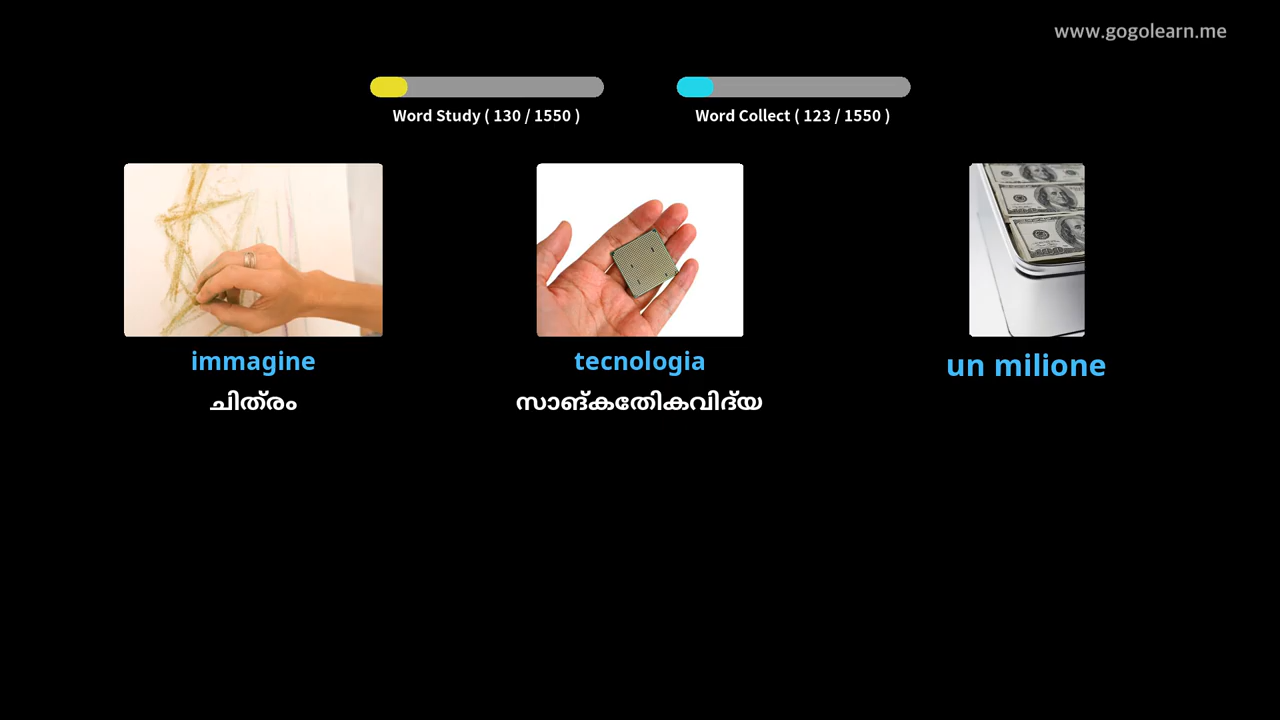 www.gogolearn.me
Word Study ( 130 / 1550 )
Word Collect ( 123 / 1550 )
immagine
tecnologia
un milione
ചിത്രം
സാങ്കേതികവിദ്യ